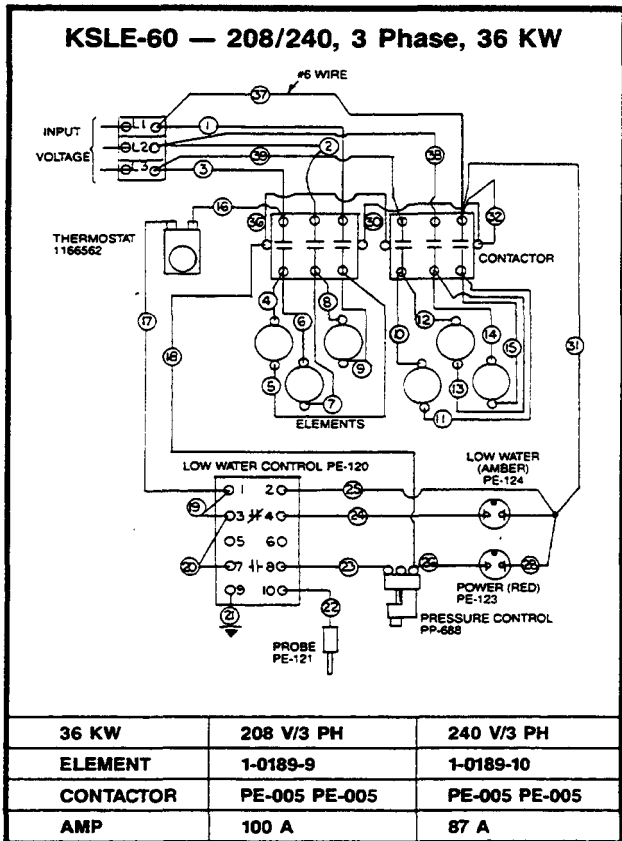 KSLE-60 — 208/240, 3 Phase, 36 KW
#6 WIRE
37
INPUT
VOLTAGE
L1
L2
L3
1
2
3
39
38
16
36
30
32
THERMOSTAT
1166562
CONTACTOR
17
18
4
6
8
9
5
7
10
12
14
15
13
11
31
ELEMENTS
LOW WATER CONTROL PE-120
LOW WATER
(AMBER)
PE-124
1 2
25
19
3 4
24
5 6
20
7 8
23
26
28
9 10
21
22
POWER (RED)
PE-123
PRESSURE CONTROL
PP-688
PROBE
PE-121
36 KW 208 V/3 PH 240 V/3 PH
ELEMENT 1-0189-9 1-0189-10
CONTACTOR PE-005 PE-005 PE-005 PE-005
AMP 100 A 87 A